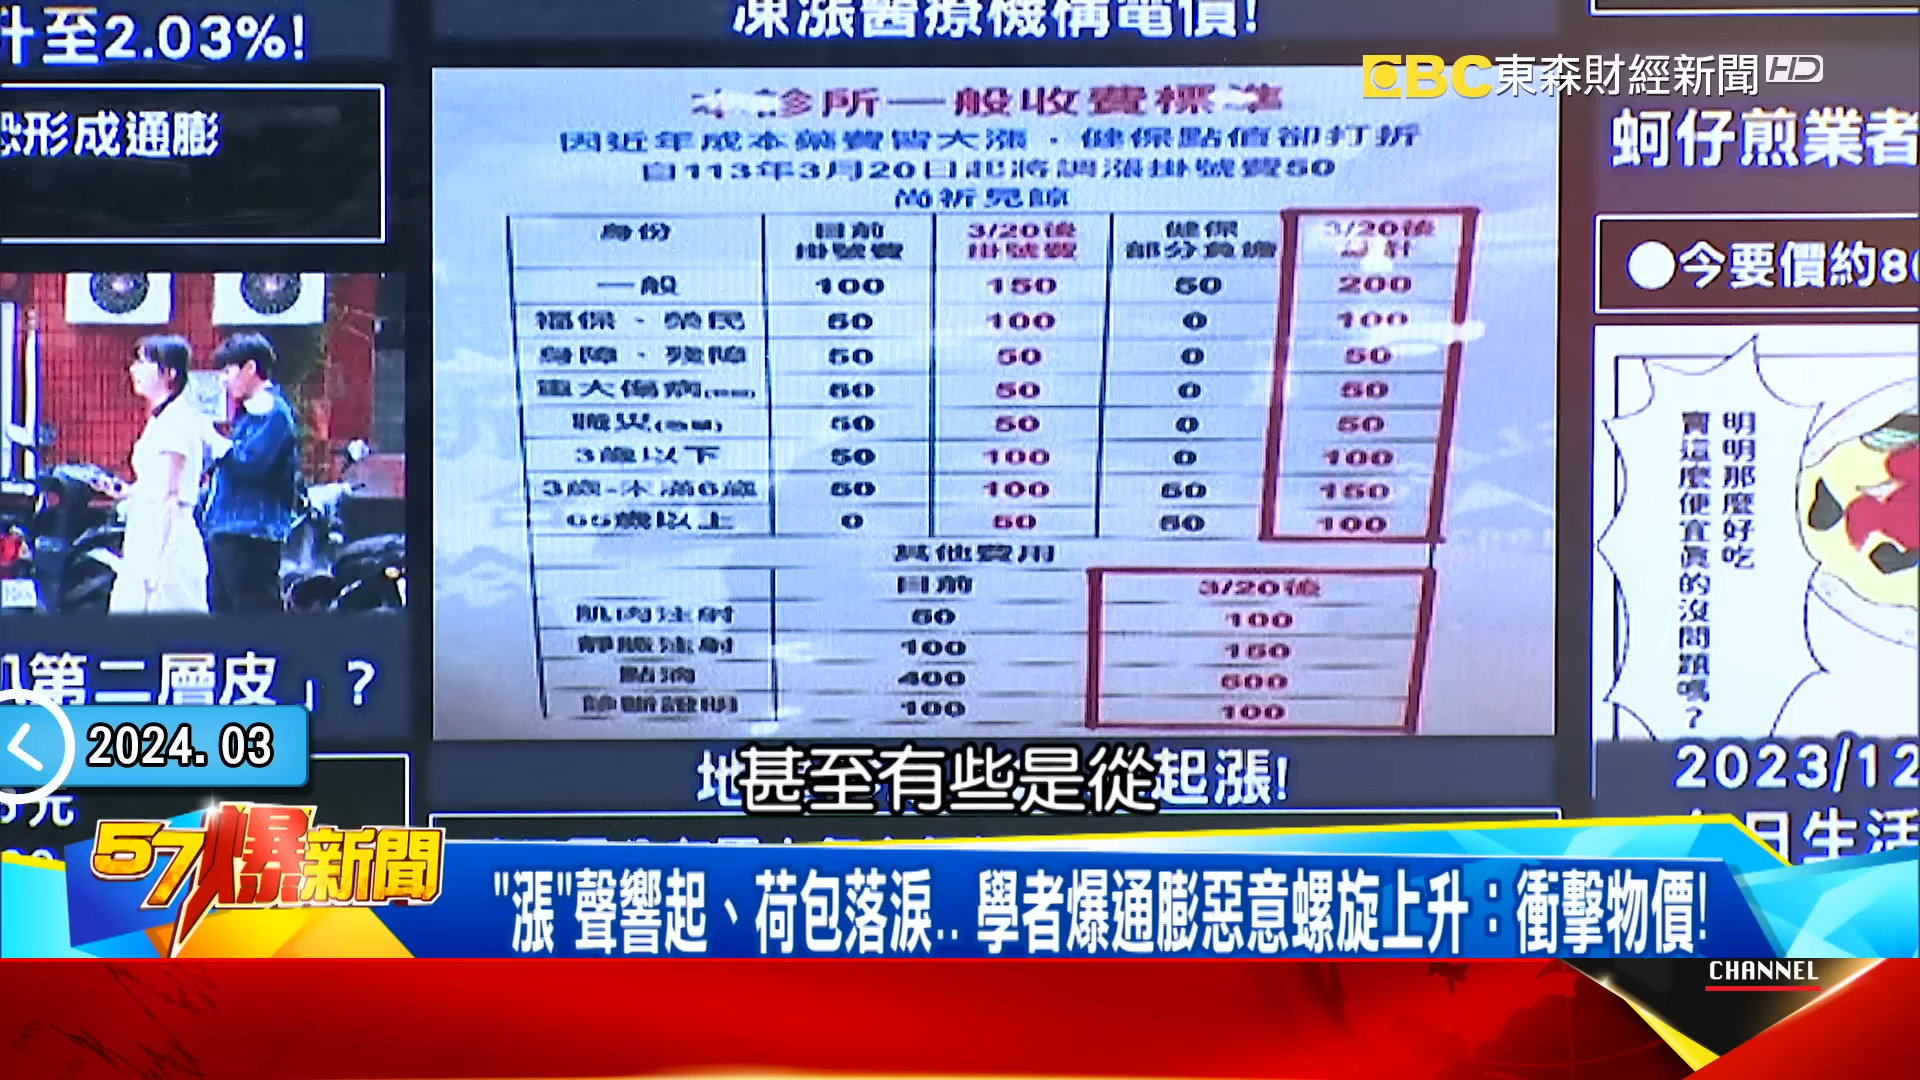 凍漲醫療機構電價!
升至2.03%!
EBC東森財經新聞HD
診所一般收費標準
形成通膨
因近年成本藥費皆大漲．健保點值卻打折
蚵仔煎業者
自113年3月20日起將調漲掛號費50
尚祈見諒
身份 目前掛號費 3/20後掛號費 健保部分負擔 3/20後總計
●今要價約80
一般 100 150 50 200
福保．榮民 50 100 0 100
身障．殘障 50 50 0 50
重大傷病 50 50 0 50
職災 50 50 0 50
3歲以下 50 100 0 100
3歲-未滿6歲 50 100 50 150
65歲以上 0 50 50 100
其他費用
目前 3/20後
肌肉注射 50 100
靜脈注射 100 150
點滴 400 500
診斷證明 100 100
明明那麼好吃
賣這麼便宜真的沒問題嗎?
第二層皮」?
2024.03
地
起漲!
甚至有些是從
2023/12
元
日生活
57爆新聞
"漲"聲響起、荷包落淚.. 學者爆通膨惡意螺旋上升：衝擊物價!
CHANNEL